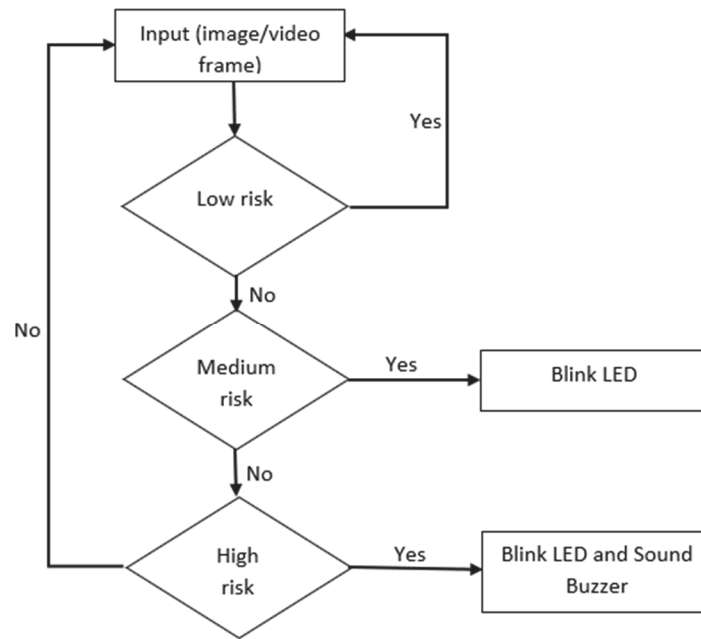 Input (image/video
frame)
Yes
Low risk
No
No
Medium
risk
Yes
Blink LED
No
High
risk
Yes
Blink LED and Sound
Buzzer